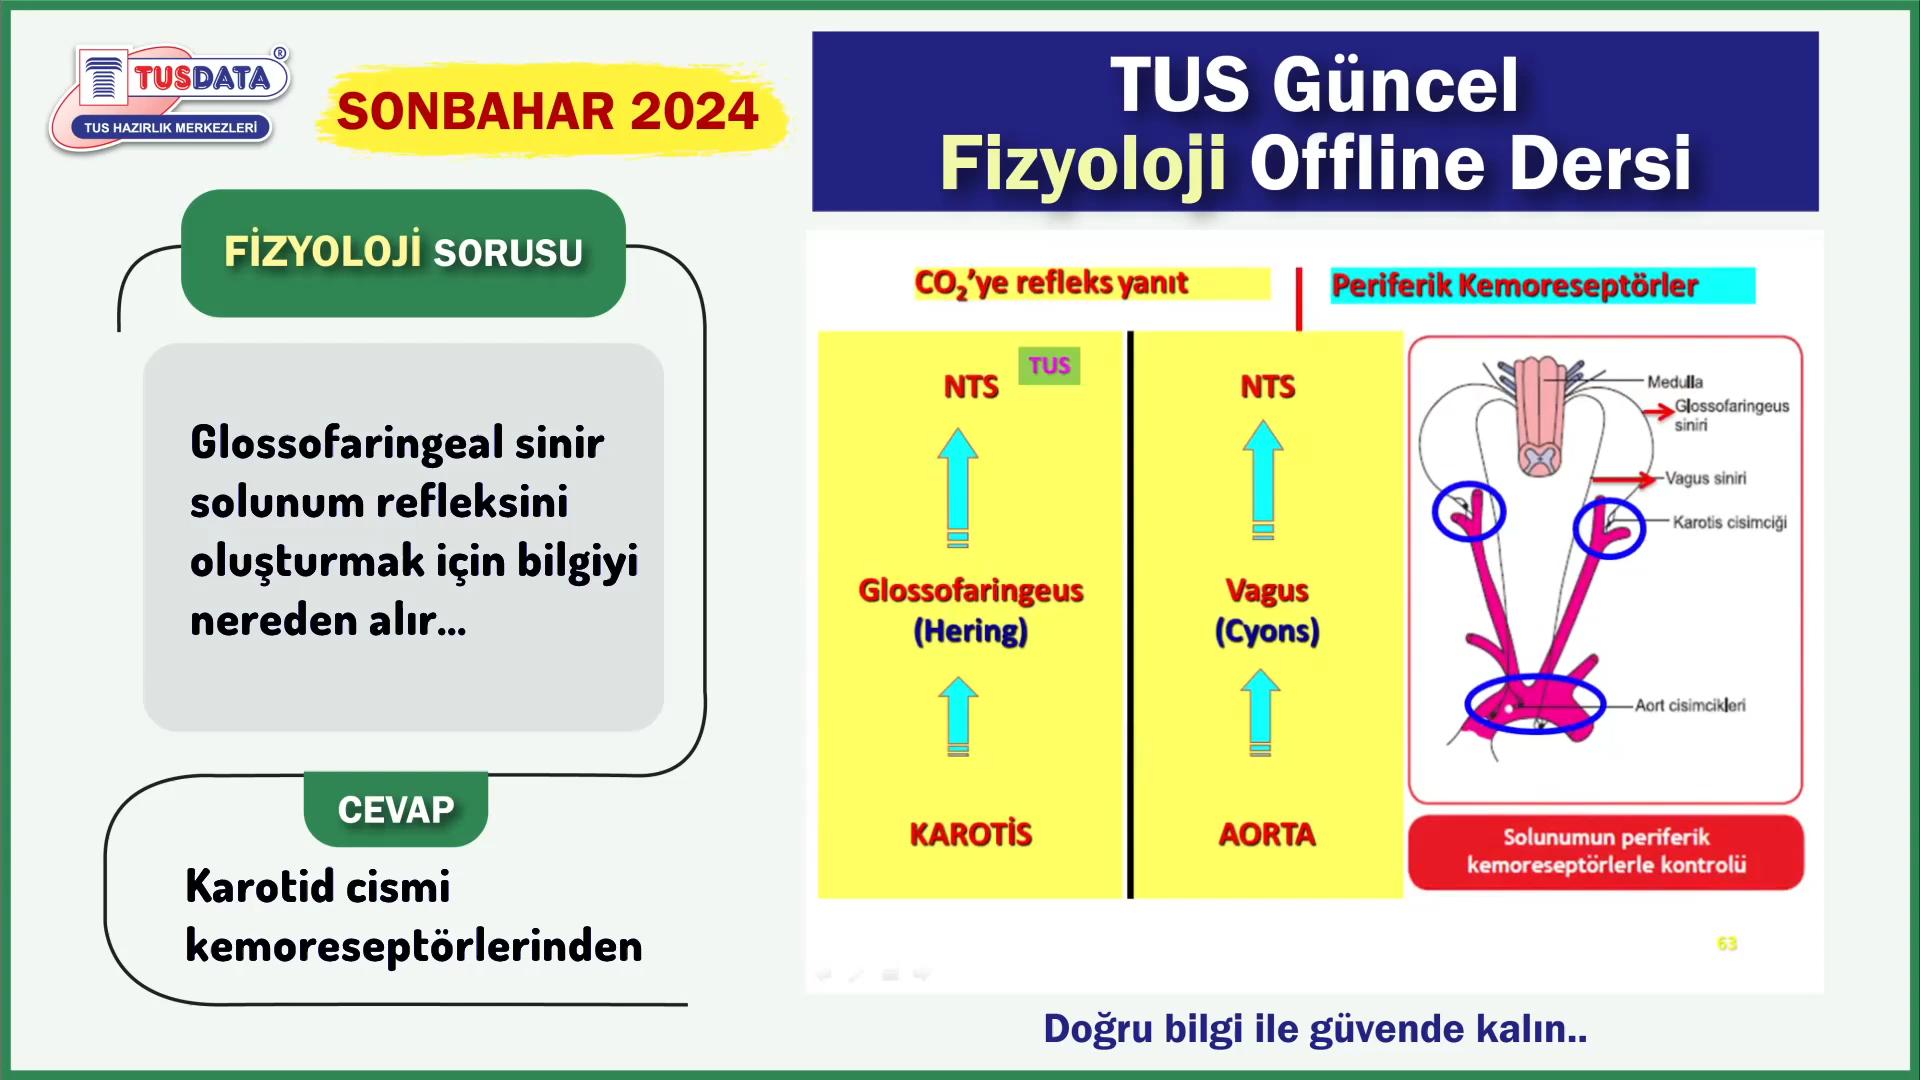 TUSDATA ®
TUS HAZIRLIK MERKEZLERİ
SONBAHAR 2024
FİZYOLOJİ SORUSU
Glossofaringeal sinir
solunum refleksini
oluşturmak için bilgiyi
nereden alır...
CEVAP
Karotid cismi
kemoreseptörlerinden
TUS Güncel
Fizyoloji Offline Dersi
CO₂'ye refleks yanıt
Periferik Kemoreseptörler
NTS
TUS
Glossofaringeus
(Hering)
KAROTİS
NTS
Vagus
(Cyons)
AORTA
Medulla
Glossofaringeus
siniri
Vagus siniri
Karotis cisimciği
Aort cisimcikleri
Solunumun periferik
kemoreseptörlerle kontrolü
63
Doğru bilgi ile güvende kalın..